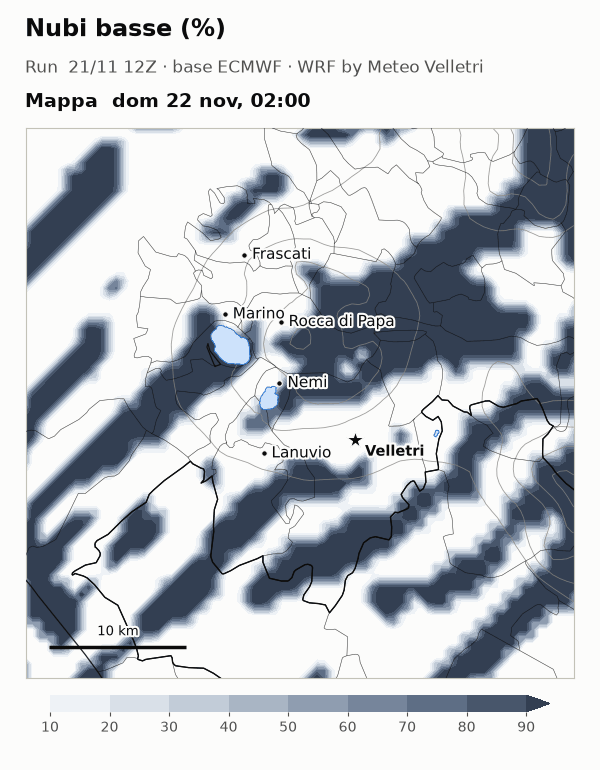 Nubi basse (%)
Run 21/11 12Z · base ECMWF · WRF by Meteo Velletri
Mappa dom 22 nov, 02:00
Frascati
Marino
Rocca di Papa
Nemi
Velletri
Lanuvio
10 km
10 20 30 40 50 60 70 80 90